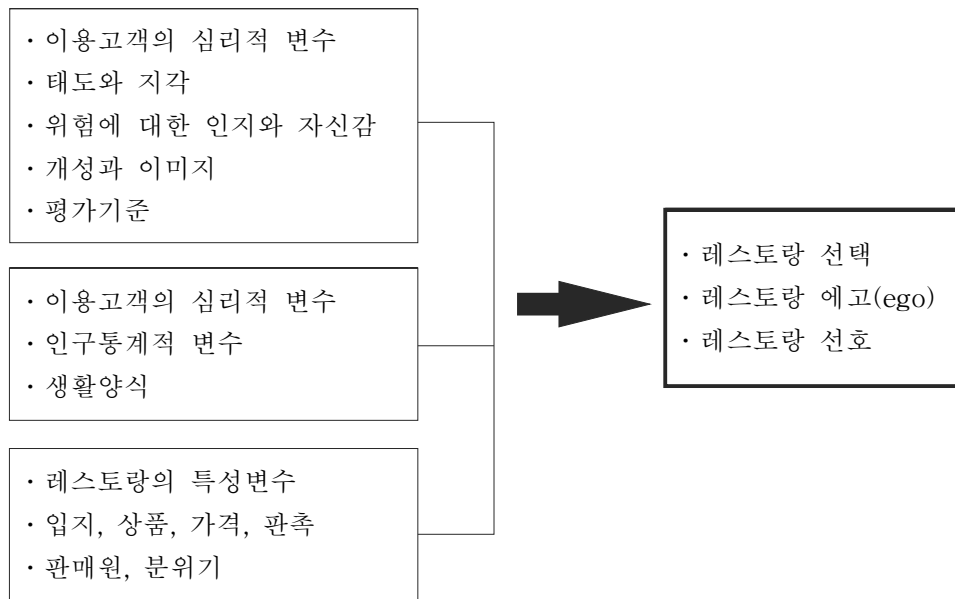 · 이용고객의 심리적 변수
· 태도와 지각
· 위험에 대한 인지와 자신감
· 개성과 이미지
· 평가기준
· 이용고객의 심리적 변수
· 인구통계적 변수
· 생활양식
· 레스토랑의 특성변수
· 입지, 상품, 가격, 판촉
· 판매원, 분위기
· 레스토랑 선택
· 레스토랑 에고(ego)
· 레스토랑 선호